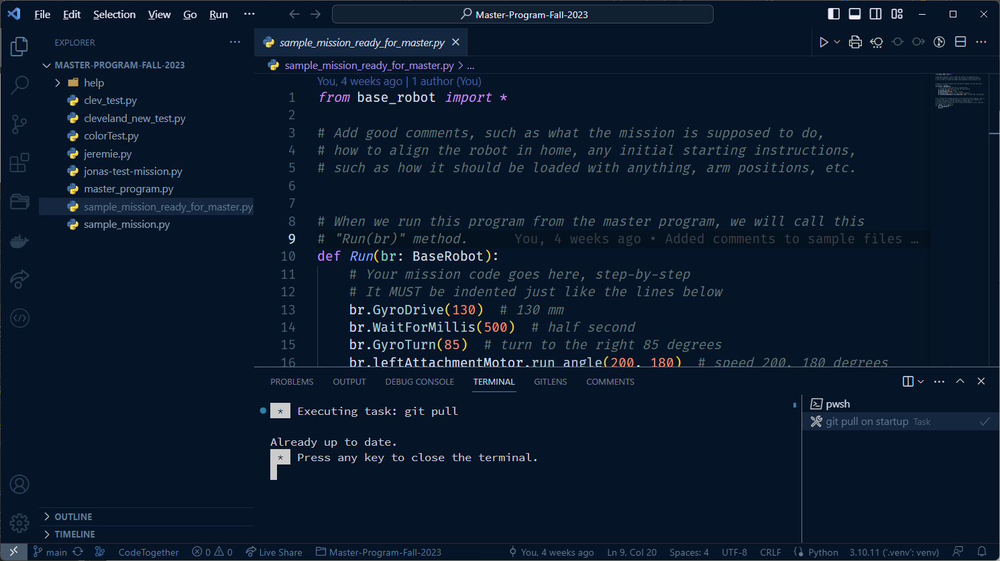 File Edit Selection View Go Run ··· Master-Program-Fall-2023
EXPLORER
MASTER-PROGRAM-FALL-2023
help
clev_test.py
cleveland_new_test.py
colorTest.py
jeremie.py
jonas-test-mission.py
master_program.py
sample_mission_ready_for_master.py
sample_mission.py
OUTLINE
TIMELINE
sample_mission_ready_for_master.py
sample_mission_ready_for_master.py > ...
You, 4 weeks ago | 1 author (You)
1 from base_robot import *
2
3 # Add good comments, such as what the mission is supposed to do,
4 # how to align the robot in home, any initial starting instructions,
5 # such as how it should be loaded with anything, arm positions, etc.
6
7
8 # When we run this program from the master program, we will call this
9 # "Run(br)" method. You, 4 weeks ago • Added comments to sample files …
10 def Run(br: BaseRobot):
11 # Your mission code goes here, step-by-step
12 # It MUST be indented just like the lines below
13 br.GyroDrive(130) # 130 mm
14 br.WaitForMillis(500) # half second
15 br.GyroTurn(85) # turn to the right 85 degrees
16 br.leftAttachmentMotor.run_angle(200, 180) # speed 200, 180 degrees
PROBLEMS OUTPUT DEBUG CONSOLE TERMINAL GITLENS COMMENTS
* Executing task: git pull
Already up to date.
* Press any key to close the terminal.
pwsh
git pull on startup Task
main CodeTogether 0 0 Live Share Master-Program-Fall-2023 You, 4 weeks ago Ln 9, Col 20 Spaces: 4 UTF-8 CRLF Python 3.10.11 ('.venv': venv)